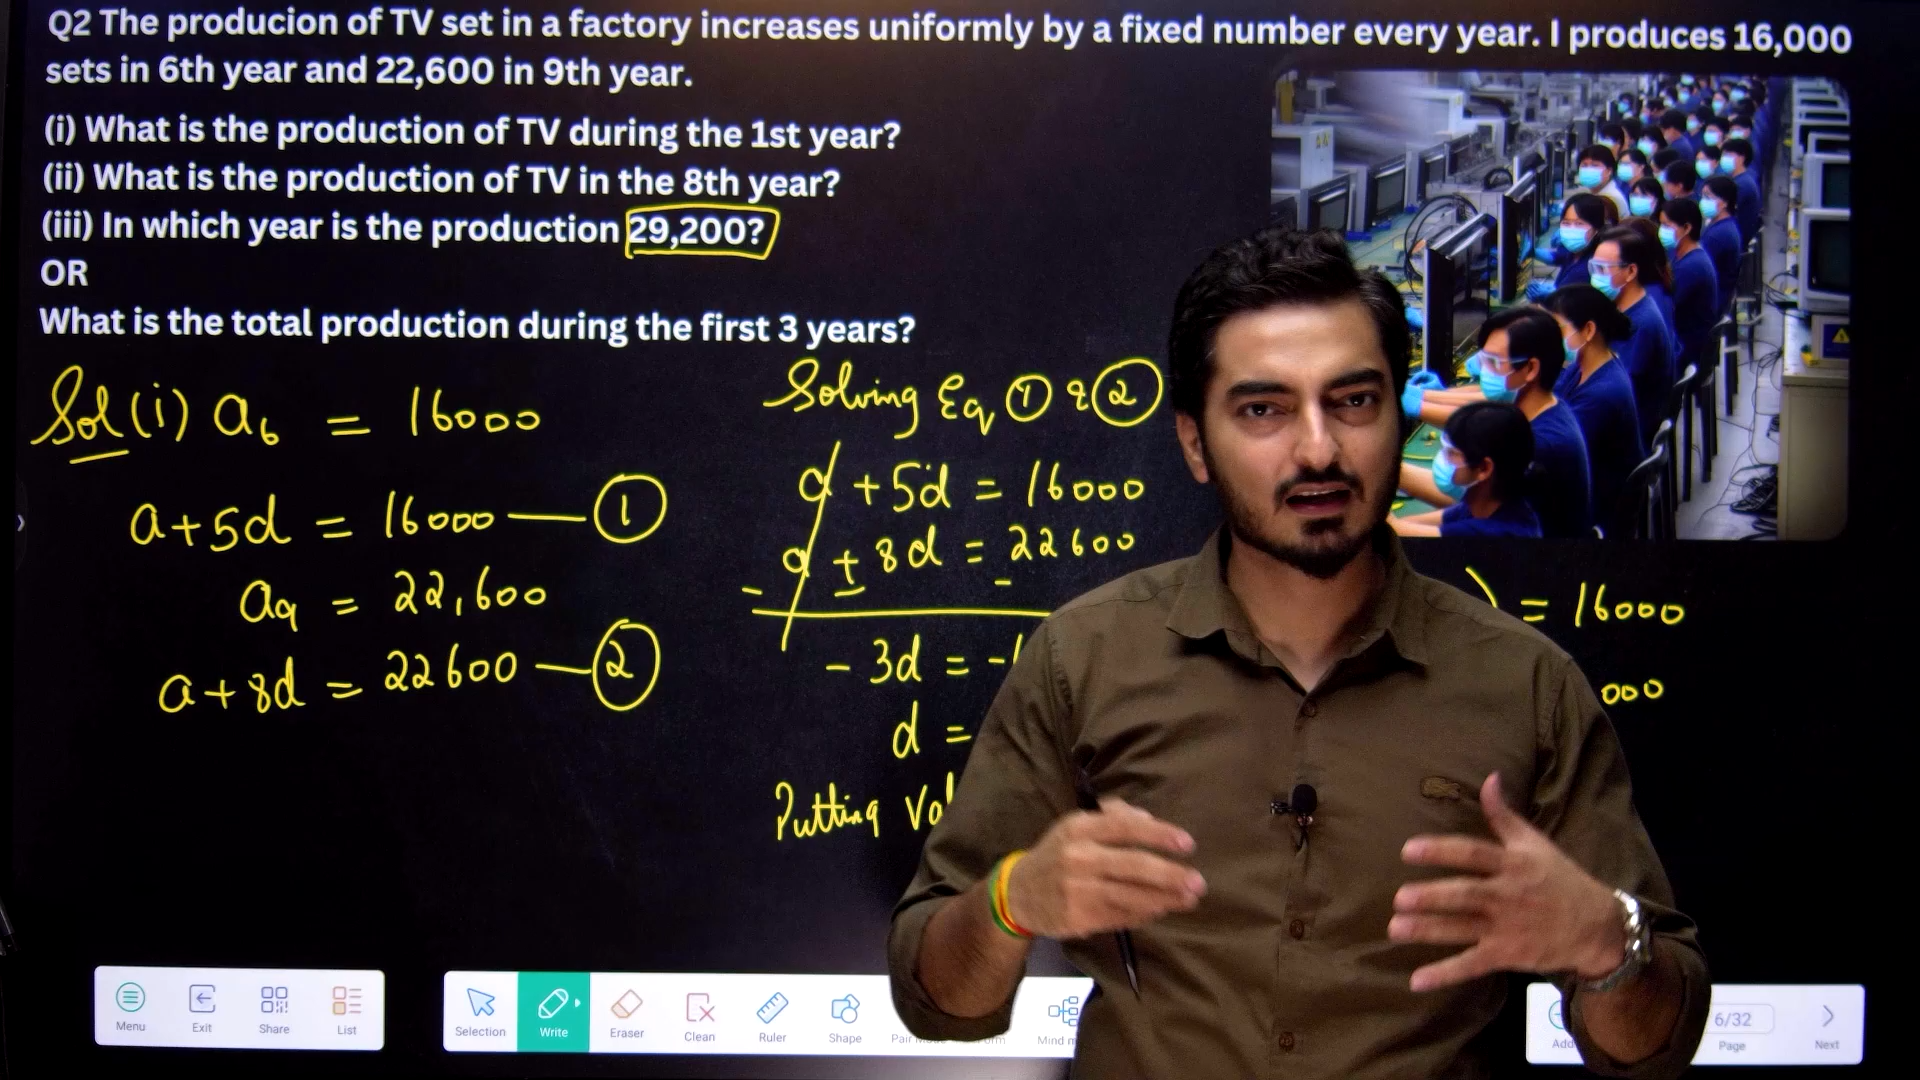 Q2 The producion of TV set in a factory increases uniformly by a fixed number every year. I produces 16,000
sets in 6th year and 22,600 in 9th year.
(i) What is the production of TV during the 1st year?
(ii) What is the production of TV in the 8th year?
(iii) In which year is the production 29,200?
OR
What is the total production during the first 3 years?
Sol (i) a6 = 16000
a+5d = 16000 — 1
a9 = 22,600
a+8d = 22600 — 2
Solving Eq 1 & 2
a + 5d = 16000
a + 8d = 22600
- - -
- 3d = -
d =
Putting
) = 16000
000
Menu
Exit
Share
List
Selection
Write
Eraser
Clean
Ruler
Shape
Pair
Mind
Add
6/32
Page
Next